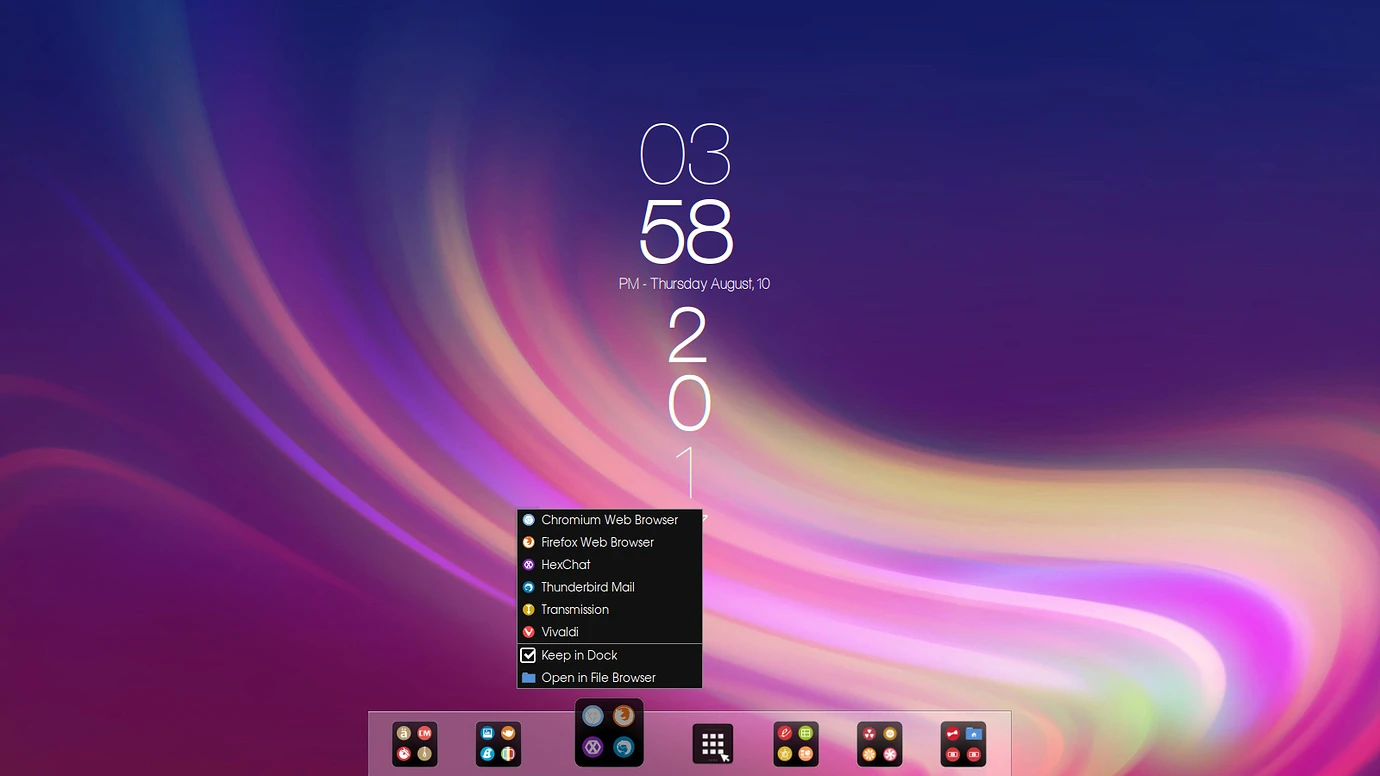 03
58
PM - Thursday August, 10
2
0
1
Chromium Web Browser
Firefox Web Browser
HexChat
Thunderbird Mail
Transmission
Vivaldi
Keep in Dock
Open in File Browser